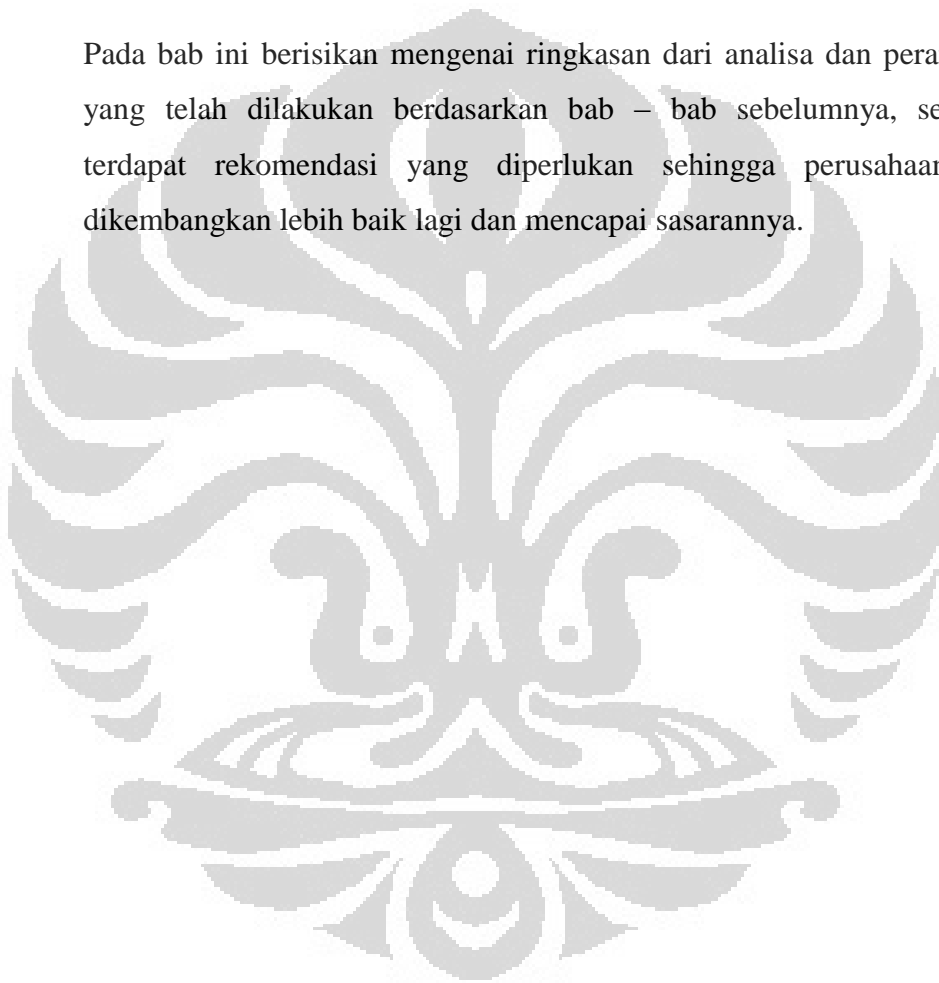 Pada bab ini berisikan mengenai ringkasan dari analisa dan pera
yang telah dilakukan berdasarkan bab – bab sebelumnya, se
terdapat rekomendasi yang diperlukan sehingga perusahaan
dikembangkan lebih baik lagi dan mencapai sasarannya.